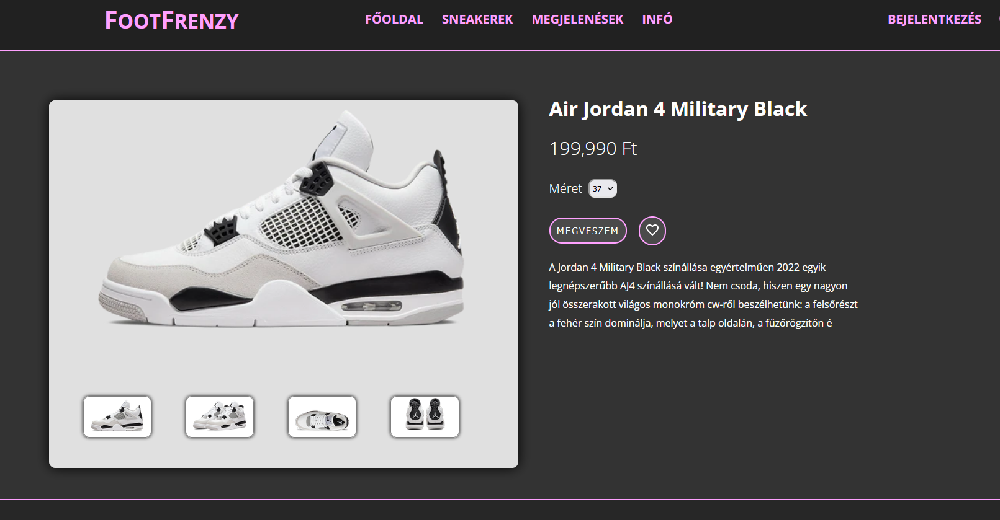 FOOTFRENZY
FŐOLDAL SNEAKEREK MEGJELENÉSEK INFÓ BEJELENTKEZÉS
Air Jordan 4 Military Black
199,990 Ft
Méret 37
MEGVESZEM
A Jordan 4 Military Black színállása egyértelműen 2022 egyik
legnépszerűbb AJ4 színállásá vált! Nem csoda, hiszen egy nagyon
jól összerakott világos monokróm cw-ről beszélhetünk: a felsőrészt
a fehér szín dominálja, melyet a talp oldalán, a fűzőrögzítőn é